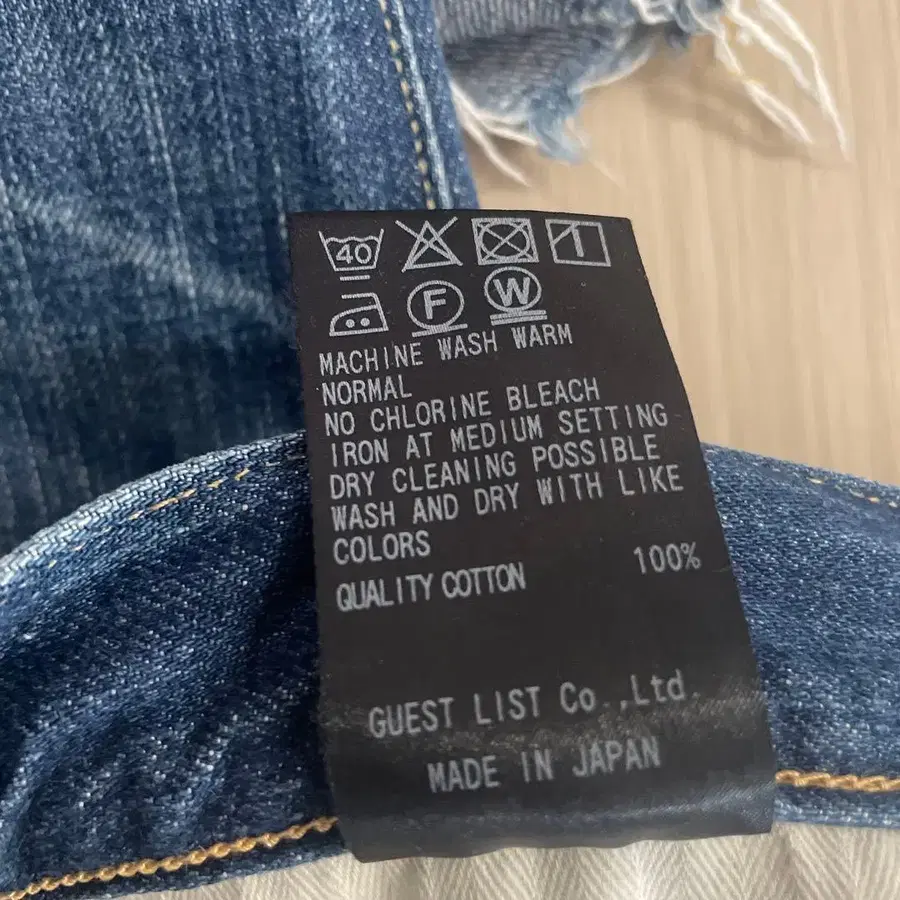 40
F W
MACHINE WASH WARM
NORMAL
NO CHLORINE BLEACH
IRON AT MEDIUM SETTING
DRY CLEANING POSSIBLE
WASH AND DRY WITH LIKE
COLORS
QUALITY COTTON 100%
GUEST LIST Co.,Ltd.
MADE IN JAPAN